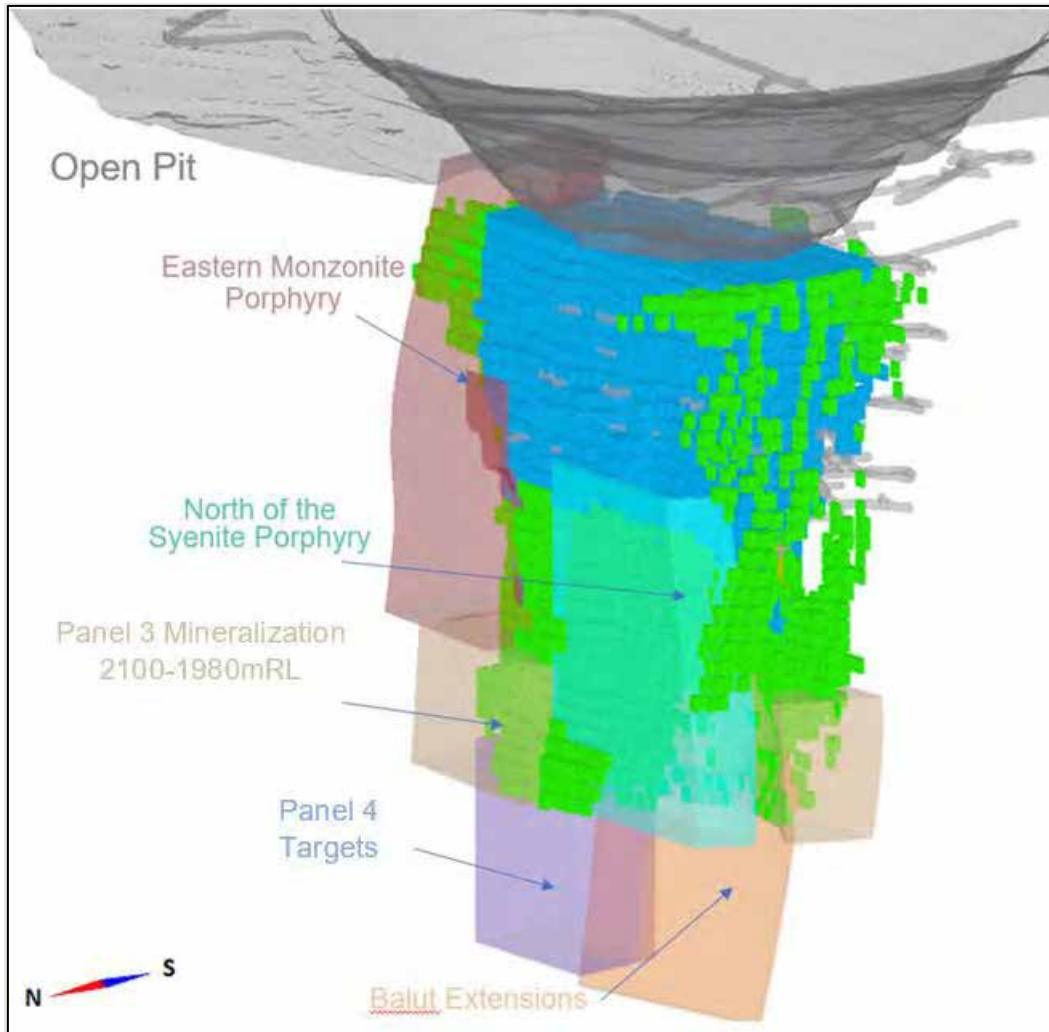 Open Pit
Eastern Monzonite
Porphyry
North of the
Syenite Porphyry
Panel 3 Mineralization
2100-1980mRL
Panel 4
Targets
Balut Extensions
N
S